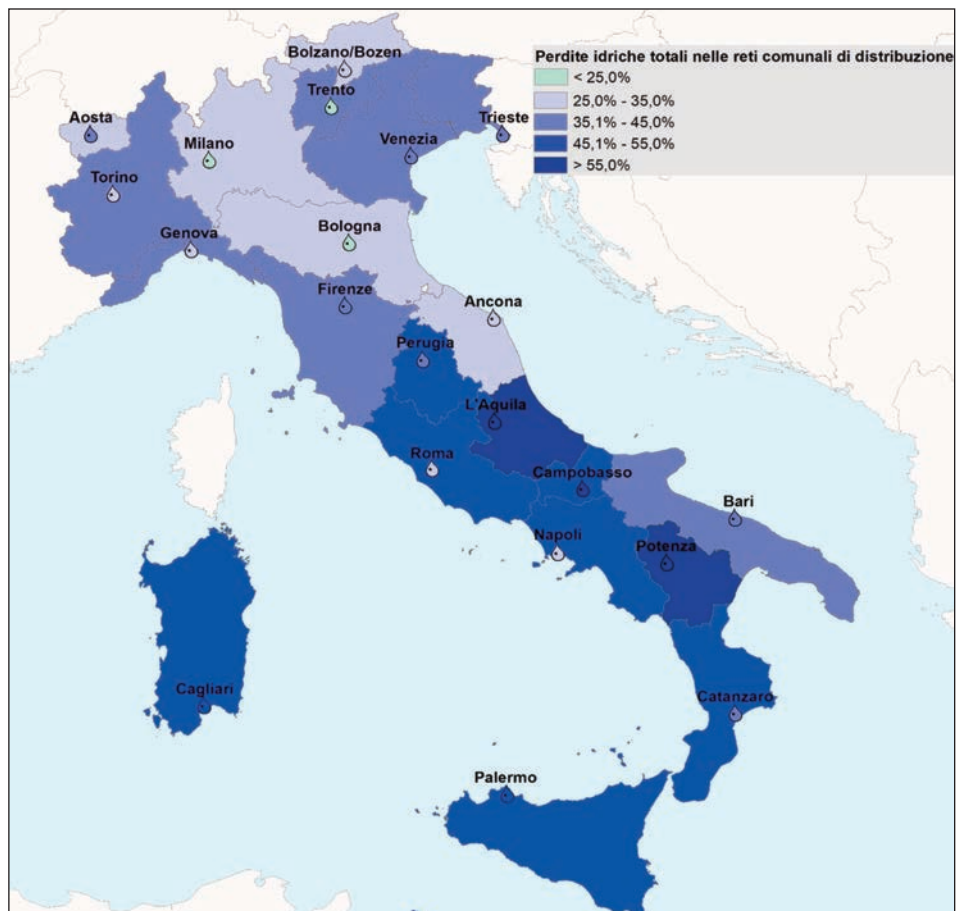 Perdite idriche totali nelle reti comunali di distribuzione
< 25,0%
25,0% - 35,0%
35,1% - 45,0%
45,1% - 55,0%
> 55,0%
Bolzano/Bozen
Trento
Aosta
Milano
Venezia
Trieste
Torino
Genova
Bologna
Firenze
Ancona
Perugia
L'Aquila
Roma
Campobasso
Bari
Napoli
Potenza
Cagliari
Catanzaro
Palermo